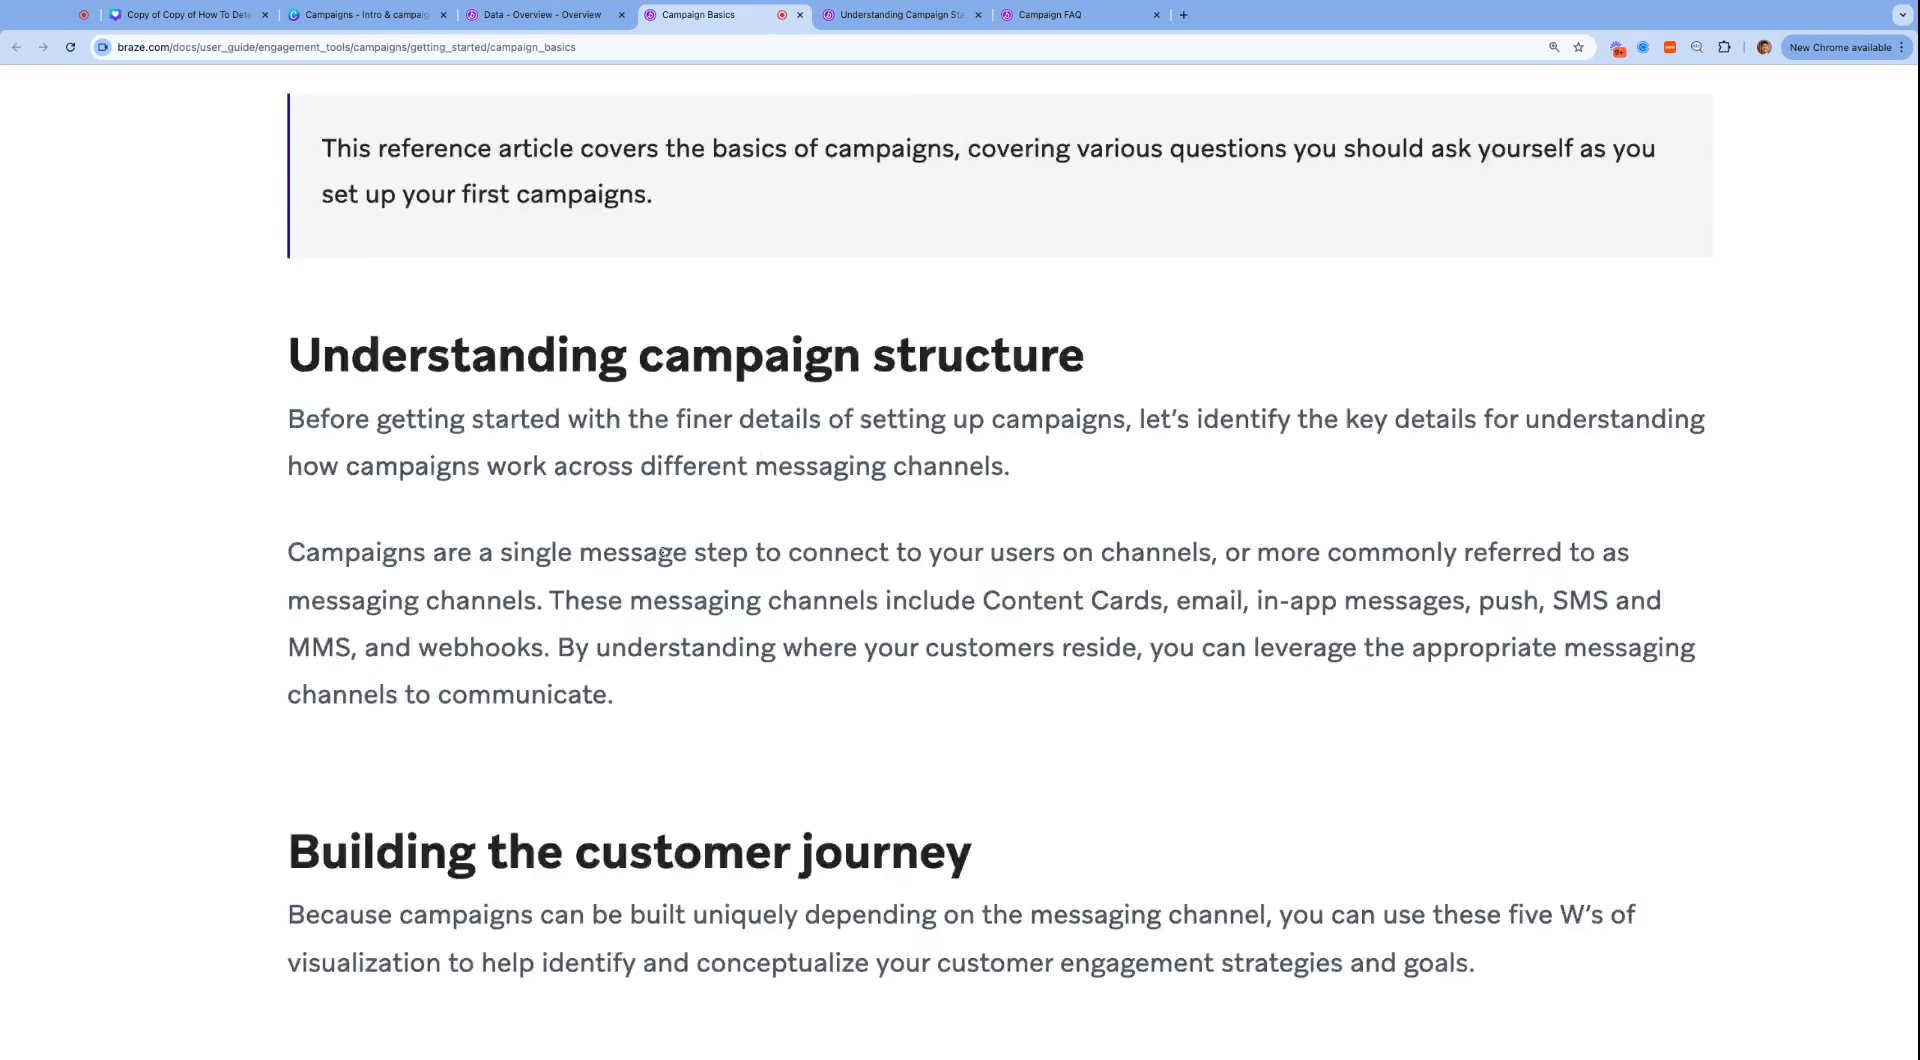 Copy of Copy of How To Dete
Campaigns - Intro & campaig
Data - Overview - Overview
Campaign Basics
Understanding Campaign Sta
Campaign FAQ
braze.com/docs/user_guide/engagement_tools/campaigns/getting_started/campaign_basics
9+
New Chrome available
This reference article covers the basics of campaigns, covering various questions you should ask yourself as you
set up your first campaigns.
Understanding campaign structure
Before getting started with the finer details of setting up campaigns, let’s identify the key details for understanding
how campaigns work across different messaging channels.
Campaigns are a single message step to connect to your users on channels, or more commonly referred to as
messaging channels. These messaging channels include Content Cards, email, in-app messages, push, SMS and
MMS, and webhooks. By understanding where your customers reside, you can leverage the appropriate messaging
channels to communicate.
Building the customer journey
Because campaigns can be built uniquely depending on the messaging channel, you can use these five W’s of
visualization to help identify and conceptualize your customer engagement strategies and goals.